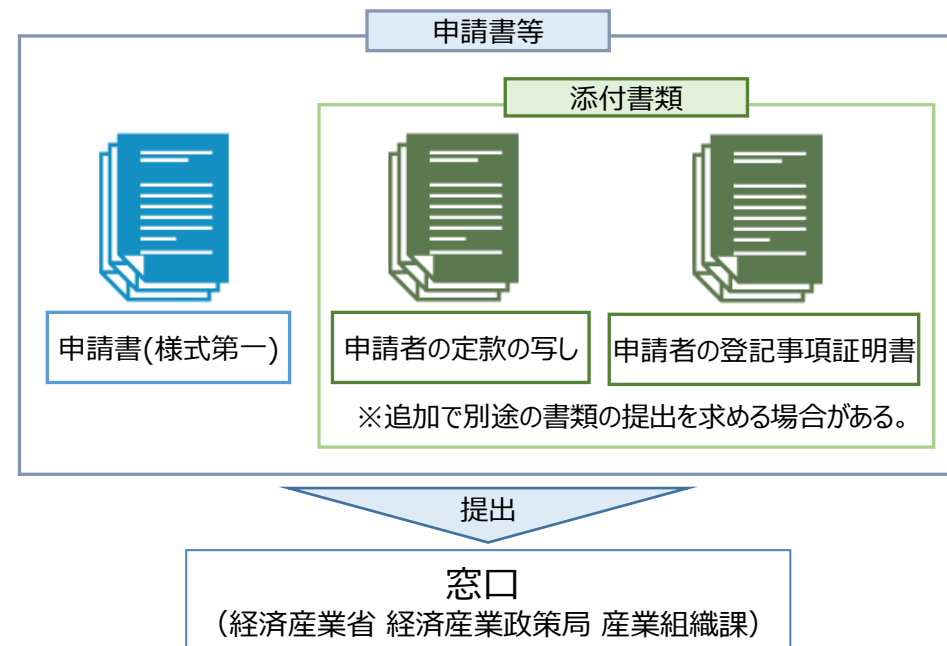 申請書等
添付書類
申請書(様式第一)
申請者の定款の写し
申請者の登記事項証明書
※追加で別途の書類の提出を求める場合がある。
提出
窓口
（経済産業省 経済産業政策局 産業組織課）